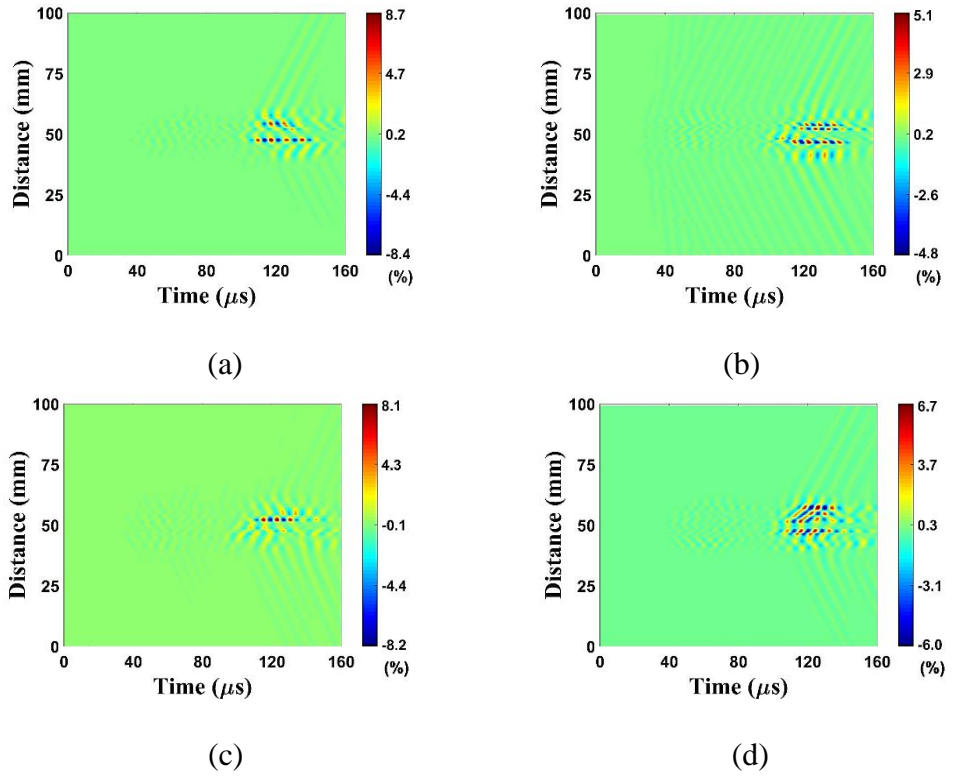 100
75
50
25
0
Distance (mm)
0 40 80 120 160
Time (μs)
8.7
4.7
0.2
-4.4
-8.4
(%)
(a)
100
75
50
25
0
Distance (mm)
0 40 80 120 160
Time (μs)
5.1
2.9
0.2
-2.6
-4.8
(%)
(b)
100
75
50
25
0
Distance (mm)
0 40 80 120 160
Time (μs)
8.1
4.3
-0.1
-4.4
-8.2
(%)
(c)
100
75
50
25
0
Distance (mm)
0 40 80 120 160
Time (μs)
6.7
3.7
0.3
-3.1
-6.0
(%)
(d)